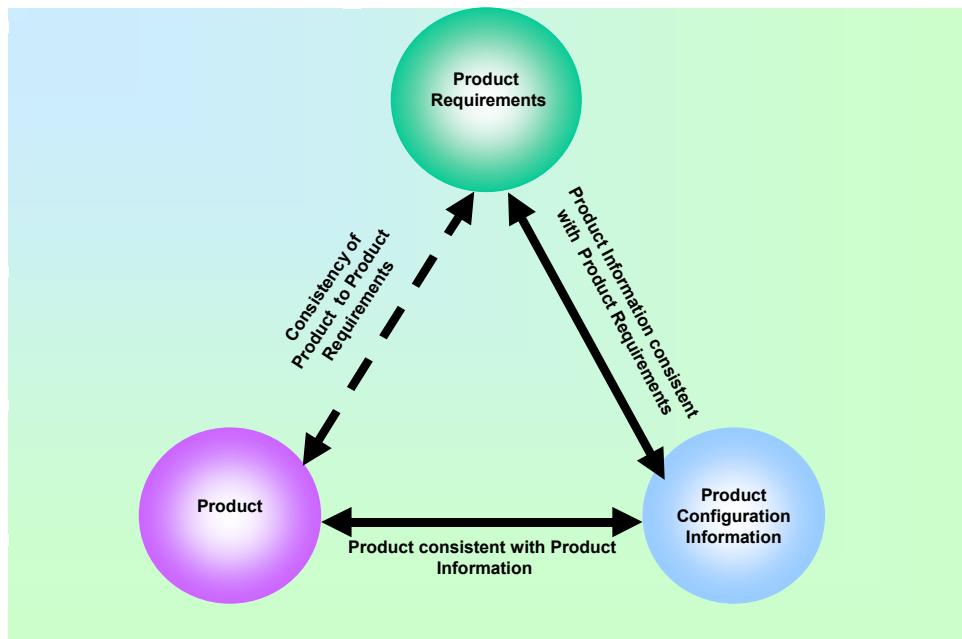 Product
Requirements
Consistency of
Product to Product
Requirements
Product Information consistent
with Product Requirements
Product
Product
Configuration
Information
Product consistent with Product
Information